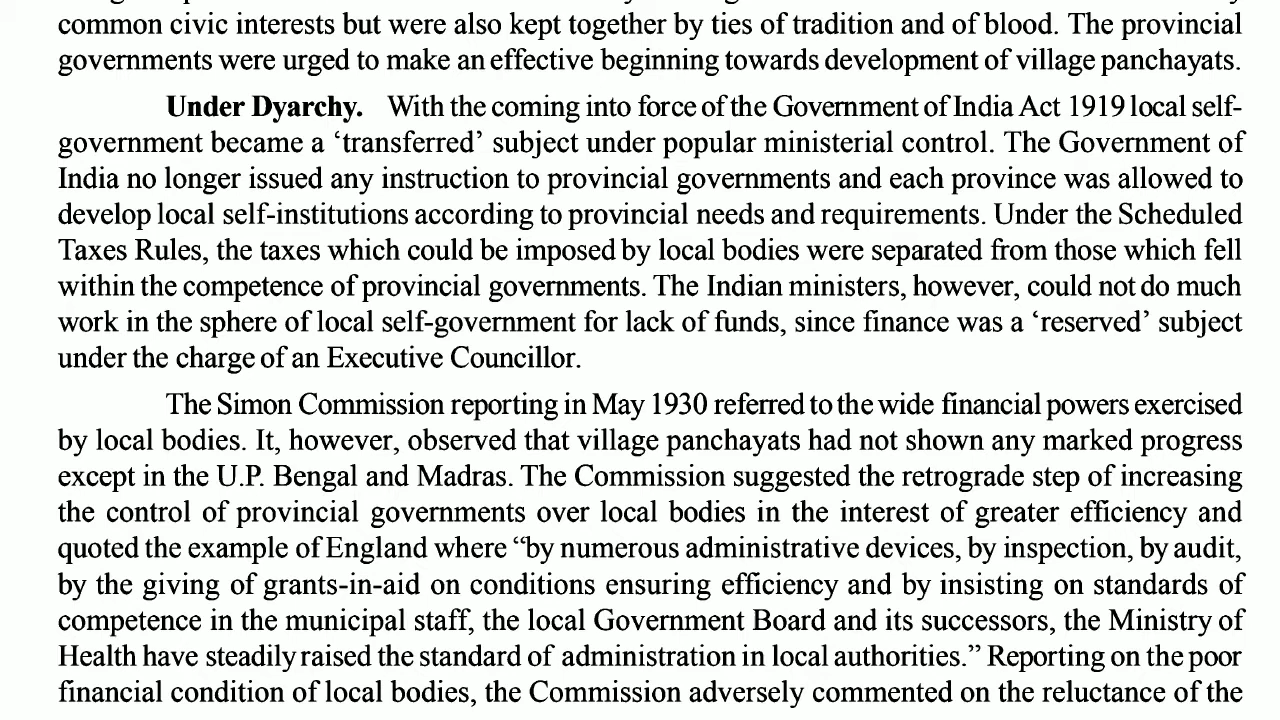 common civic interests but were also kept together by ties of tradition and of blood. The provincial
governments were urged to make an effective beginning towards development of village panchayats.
Under Dyarchy. With the coming into force of the Government of India Act 1919 local self-
government became a ‘transferred’ subject under popular ministerial control. The Government of
India no longer issued any instruction to provincial governments and each province was allowed to
develop local self-institutions according to provincial needs and requirements. Under the Scheduled
Taxes Rules, the taxes which could be imposed by local bodies were separated from those which fell
within the competence of provincial governments. The Indian ministers, however, could not do much
work in the sphere of local self-government for lack of funds, since finance was a ‘reserved’ subject
under the charge of an Executive Councillor.
The Simon Commission reporting in May 1930 referred to the wide financial powers exercised
by local bodies. It, however, observed that village panchayats had not shown any marked progress
except in the U.P. Bengal and Madras. The Commission suggested the retrograde step of increasing
the control of provincial governments over local bodies in the interest of greater efficiency and
quoted the example of England where “by numerous administrative devices, by inspection, by audit,
by the giving of grants-in-aid on conditions ensuring efficiency and by insisting on standards of
competence in the municipal staff, the local Government Board and its successors, the Ministry of
Health have steadily raised the standard of administration in local authorities.” Reporting on the poor
financial condition of local bodies, the Commission adversely commented on the reluctance of the